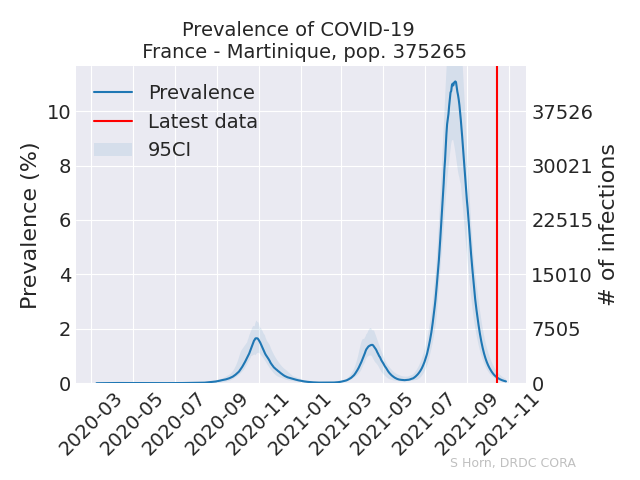 Prevalence of COVID-19
France - Martinique, pop. 375265
Prevalence
Latest data
95CI
Prevalence (%)
10
8
6
4
2
0
37526
30021
22515
15010
7505
0
# of infections
2020-03
2020-05
2020-07
2020-09
2020-11
2021-01
2021-03
2021-05
2021-07
2021-09
2021-11
S Horn, DRDC CORA